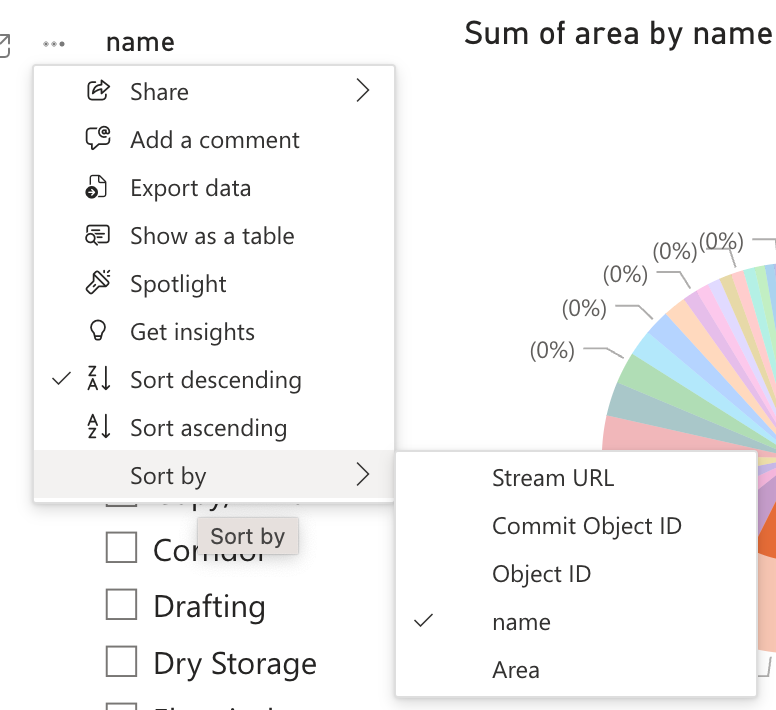 name
Sum of area by name
Share
Add a comment
Export data
Show as a table
Spotlight
Get insights
Sort descending
Sort ascending
Sort by
Stream URL
Commit Object ID
Object ID
name
Area
Sort by
Corridor
Drafting
Dry Storage
(0%)
(0%)
(0%)
(0%)
(0%)